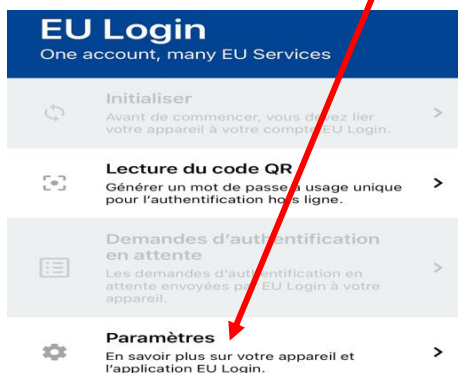 EU Login
One account, many EU Services
Initialiser
Avant de commencer, vous devez lier
votre appareil à votre compte EU Login.
Lecture du code QR
Générer un mot de passe à usage unique
pour l'authentification hors ligne.
Demandes d'authentification
en attente
Les demandes d'authentification en
attente envoyées par EU Login à votre
appareil.
Paramètres
En savoir plus sur votre appareil et
l'application EU Login.